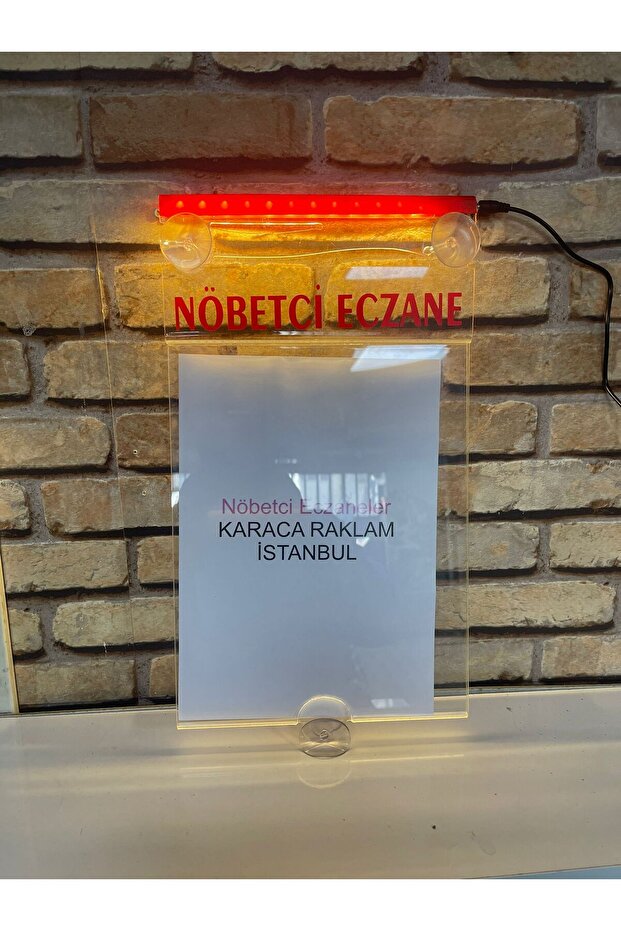 NÖBETCİ ECZANE
Nöbetci Eczaneler
KARACA RAKLAM
İSTANBUL